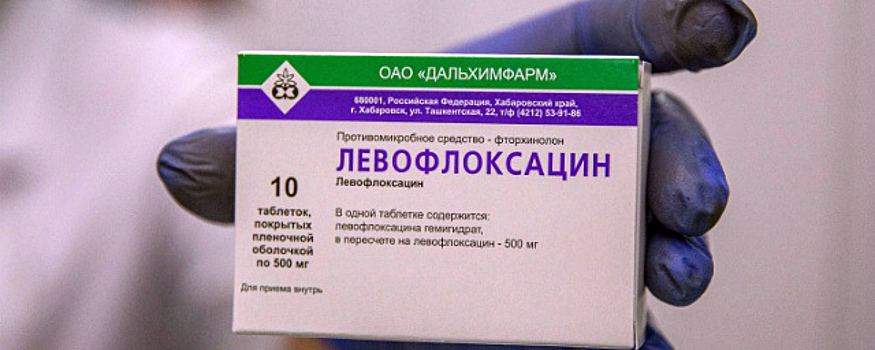 ОАО «ДАЛЬХИМФАРМ»
680001, Российская Федерация, Хабаровский край,
г. Хабаровск, ул. Ташкентская, 22, т/ф (4212) 53-91-86
Противомикробное средство - фторхинолон
ЛЕВОФЛОКСАЦИН
Левофлоксацин
10
таблеток,
покрытых
пленочной
оболочкой
по 500 мг
В одной таблетке содержится:
левофлоксацина гемигидрат,
в пересчете на левофлоксацин - 500 мг
Для приема внутрь